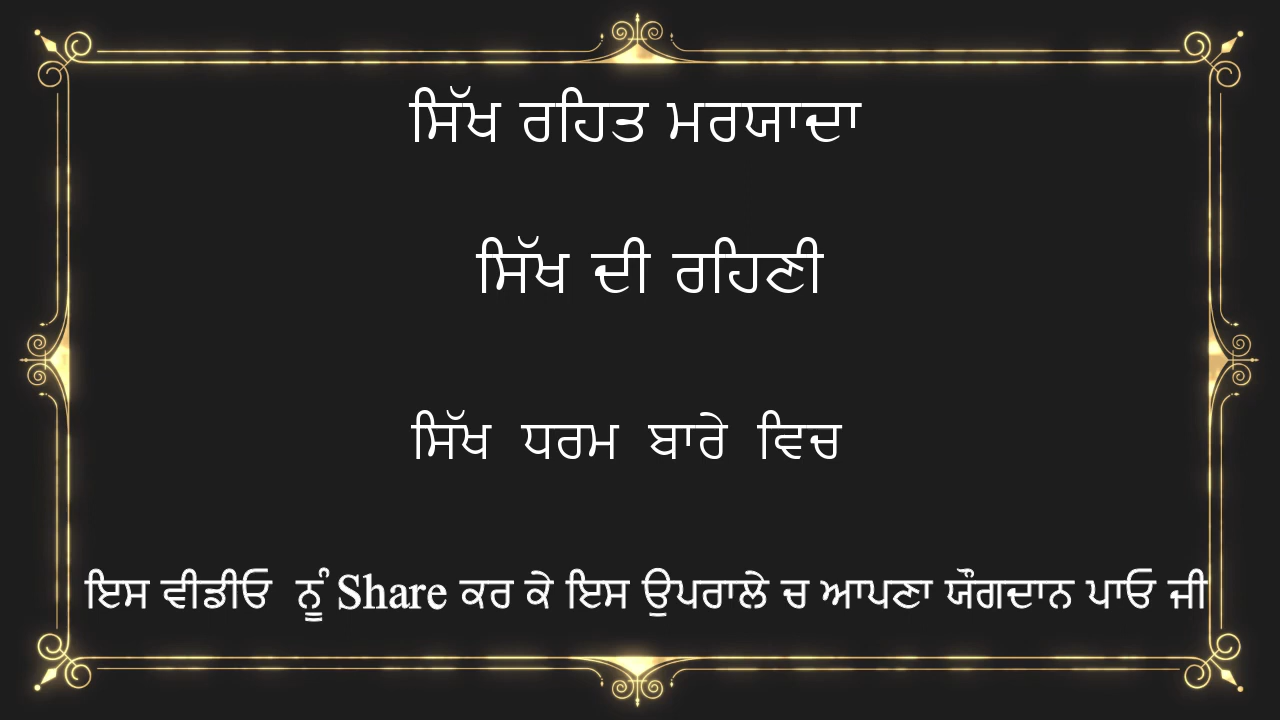 ਸਿੱਖ ਰਹਿਤ ਮਰਯਾਦਾ
ਸਿੱਖ ਦੀ ਰਹਿਣੀ
ਸਿੱਖ ਧਰਮ ਬਾਰੇ ਵਿਚ
ਇਸ ਵੀਡੀਓ ਨੂੰ Share ਕਰ ਕੇ ਇਸ ਉਪਰਾਲੇ ਚ ਆਪਣਾ ਯੌਗਦਾਨ ਪਾਓ ਜੀ